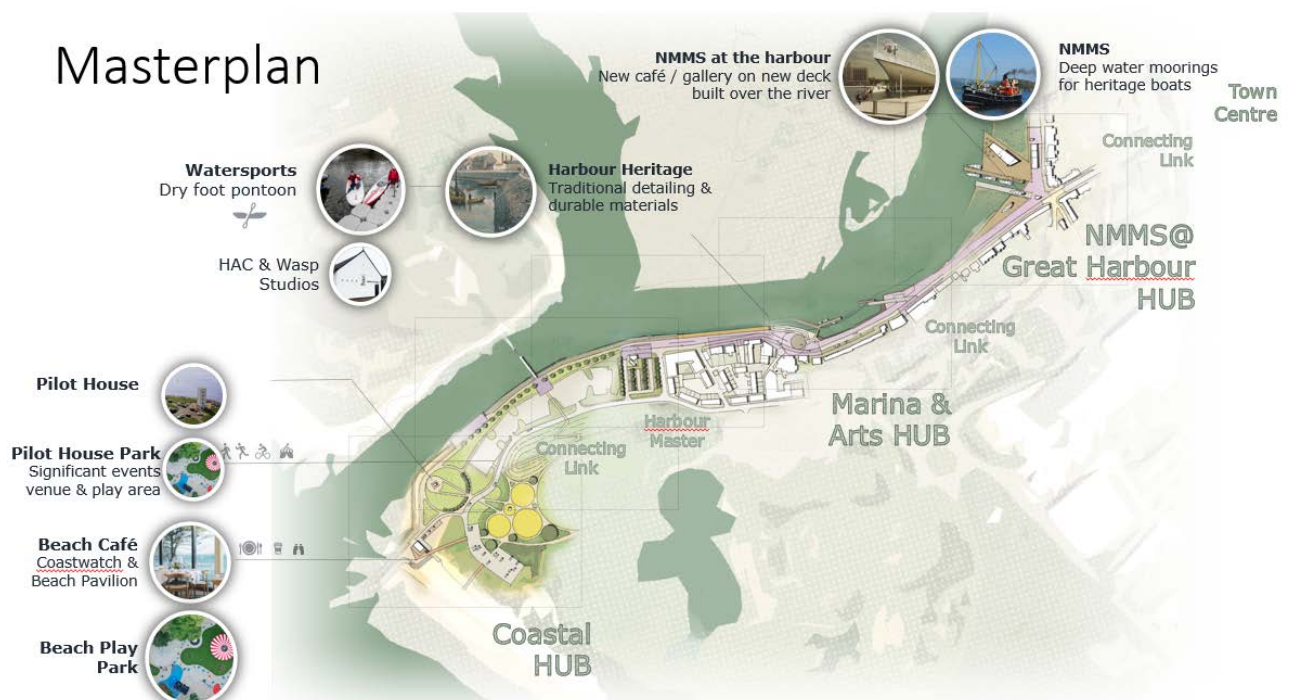 Masterplan
NMMS at the harbour
New café / gallery on new deck
built over the river
NMMS
Deep water moorings
for heritage boats
Town
Centre
Connecting
Link
Watersports
Dry foot pontoon
Harbour Heritage
Traditional detailing &
durable materials
HAC & Wasp
Studios
NMMS@
Great Harbour
HUB
Connecting
Link
Pilot House
Marina &
Arts HUB
Harbour
Master
Connecting
Link
Pilot House Park
Significant events
venue & play area
Beach Café
Coastwatch &
Beach Pavilion
Coastal
HUB
Beach Play
Park